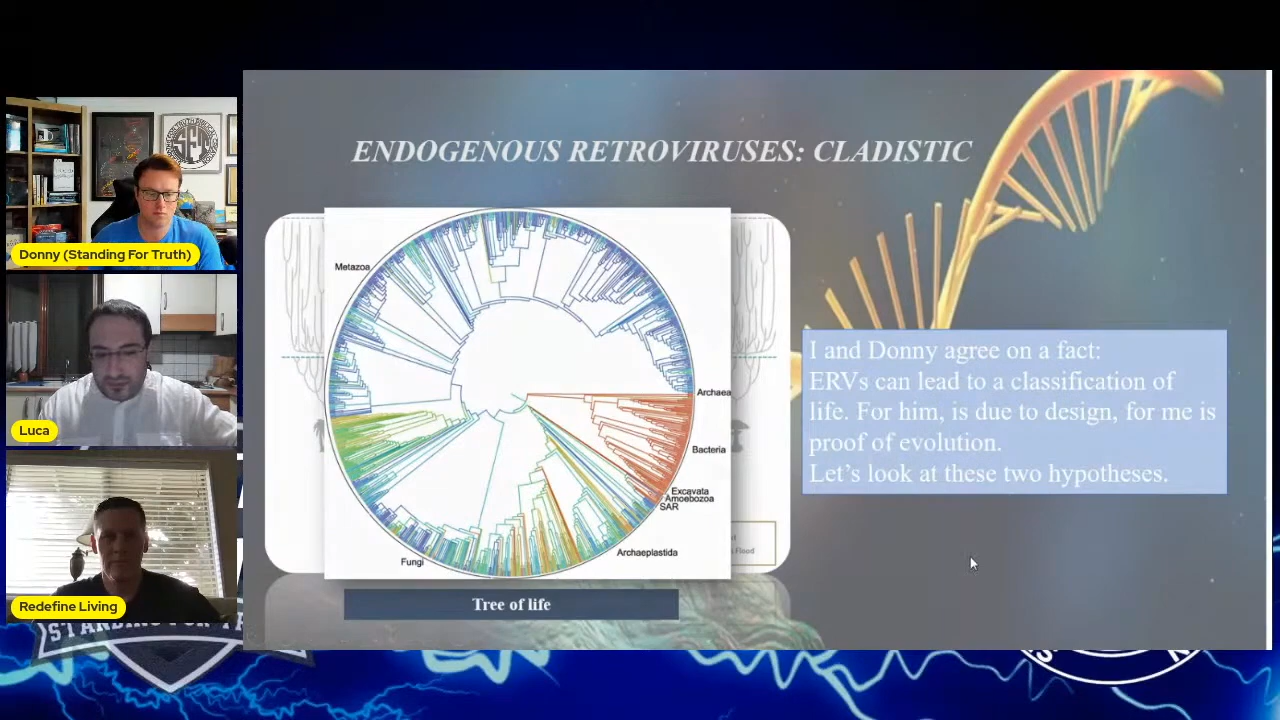 ENDOGENOUS RETROVIRUSES: CLADISTIC
SFT
Donny (Standing For Truth)
Luca
Redefine Living
Metazoa
Archaea
Bacteria
Excavata
Amoebozoa
SAR
Archaeplastida
Fungi
Flood
Tree of life
I and Donny agree on a fact:
ERVs can lead to a classification of
life. For him, is due to design, for me is
proof of evolution.
Let's look at these two hypotheses.